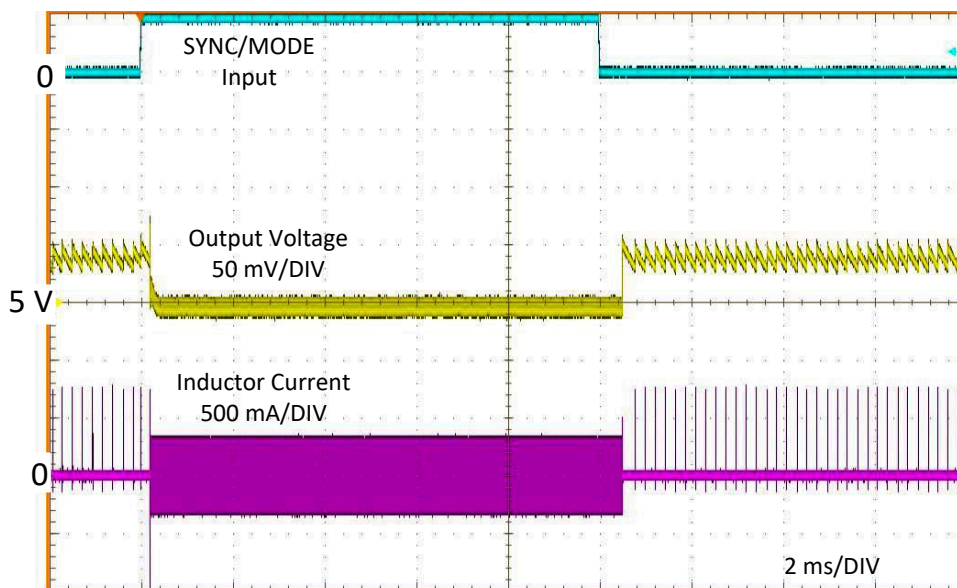 SYNC/MODE
Input
0
Output Voltage
50 mV/DIV
5 V
Inductor Current
500 mA/DIV
0
2 ms/DIV